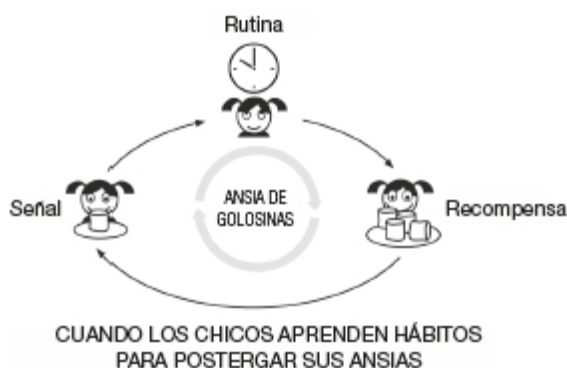 Rutina
Señal
ANSIA DE
GOLOSINAS
Recompensa
CUANDO LOS CHICOS APRENDEN HÁBITOS
PARA POSTERGAR SUS ANSIAS